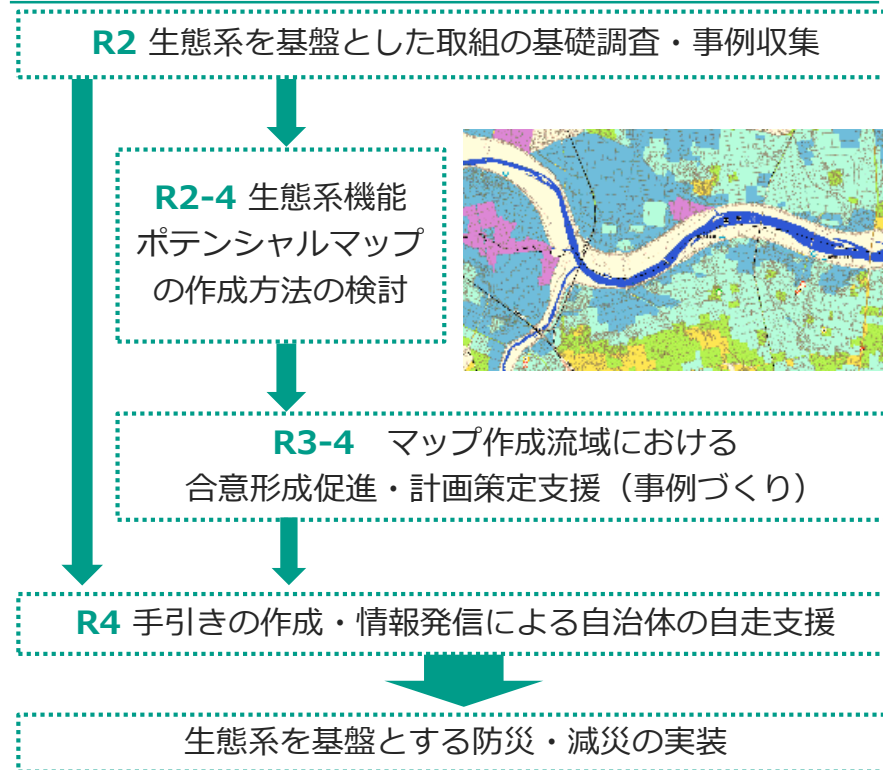 R2 生態系を基盤とした取組の基礎調査・事例収集
R2-4 生態系機能
ポテンシャルマップ
の作成方法の検討
R3-4 マップ作成流域における
合意形成促進・計画策定支援（事例づくり）
R4 手引きの作成・情報発信による自治体の自走支援
生態系を基盤とする防災・減災の実装